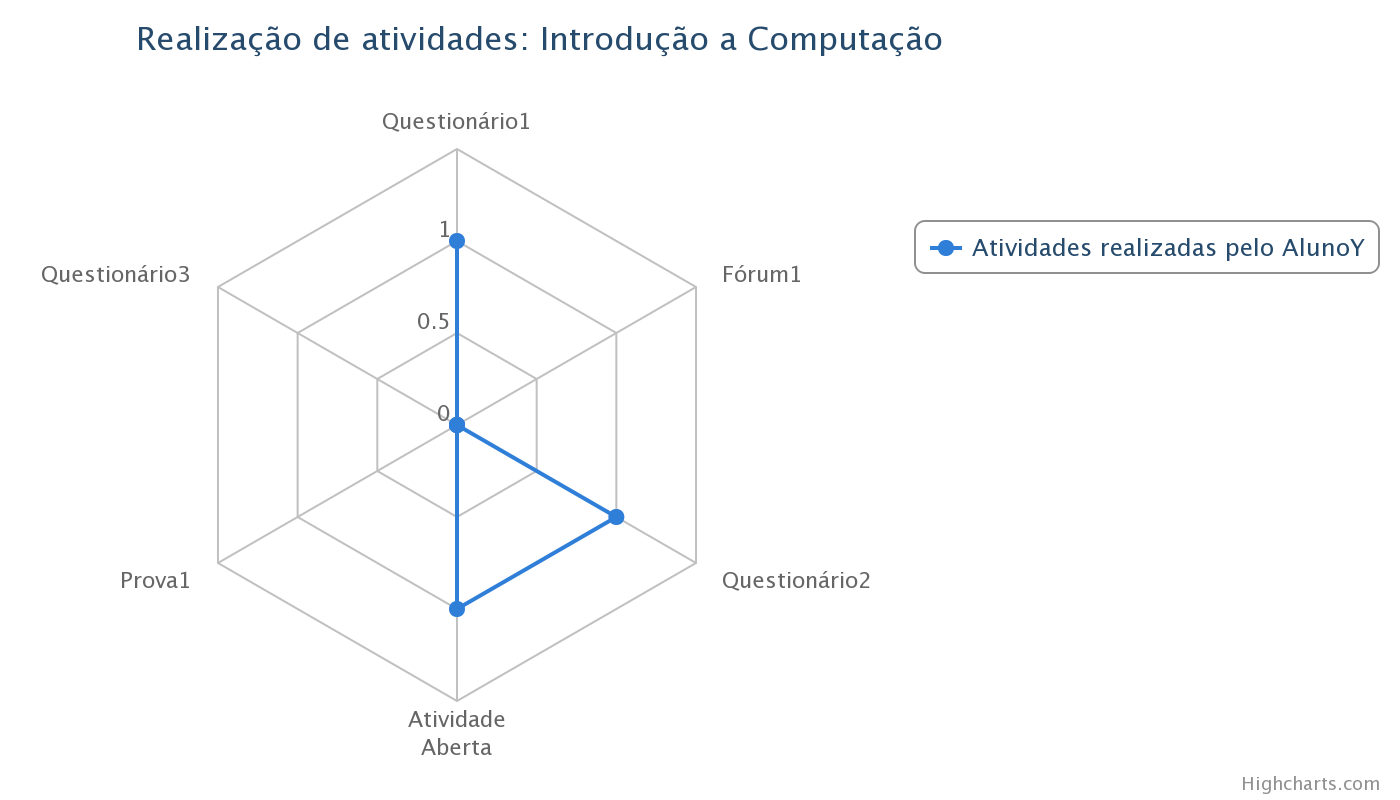 Realização de atividades: Introdução a Computação
Questionário1
1
Atividades realizadas pelo AlunoY
Questionário3
Fórum1
0.5
0
Prova1
Questionário2
Atividade
Aberta
Highcharts.com